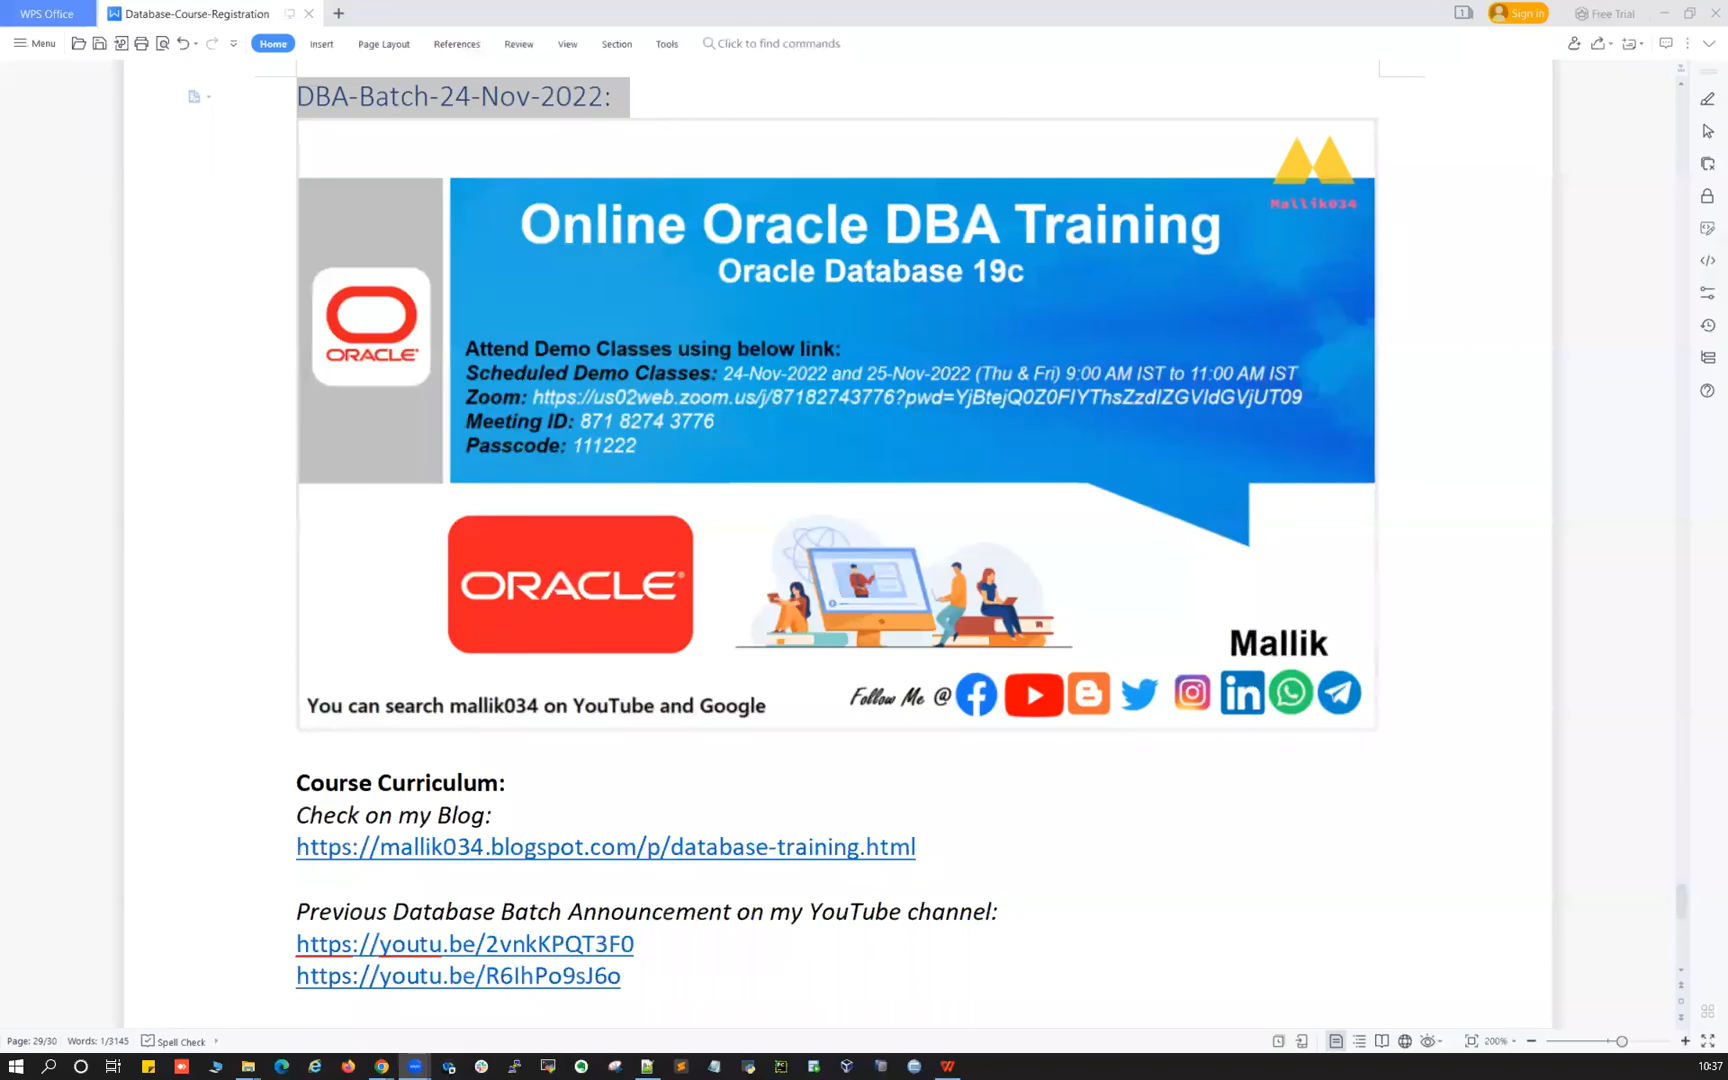 WPS Office
Database-Course-Registration
1
Sign in
Free Trial
Menu
Home
Insert
Page Layout
References
Review
View
Section
Tools
Click to find commands
DBA-Batch-24-Nov-2022:
Mallik034
Online Oracle DBA Training
Oracle Database 19c
ORACLE
Attend Demo Classes using below link:
Scheduled Demo Classes: 24-Nov-2022 and 25-Nov-2022 (Thu & Fri) 9:00 AM IST to 11:00 AM IST
Zoom: https://us02web.zoom.us/j/87182743776?pwd=YjBtejQ0Z0FIYThsZzdIZGVIdGVjUT09
Meeting ID: 871 8274 3776
Passcode: 111222
ORACLE
Mallik
You can search mallik034 on YouTube and Google
Follow Me @
Course Curriculum:
Check on my Blog:
https://mallik034.blogspot.com/p/database-training.html
Previous Database Batch Announcement on my YouTube channel:
https://youtu.be/2vnkKPQT3F0
https://youtu.be/R6IhPo9sJ6o
Page: 29/30
Words: 1/3145
Spell Check
200%
10:37